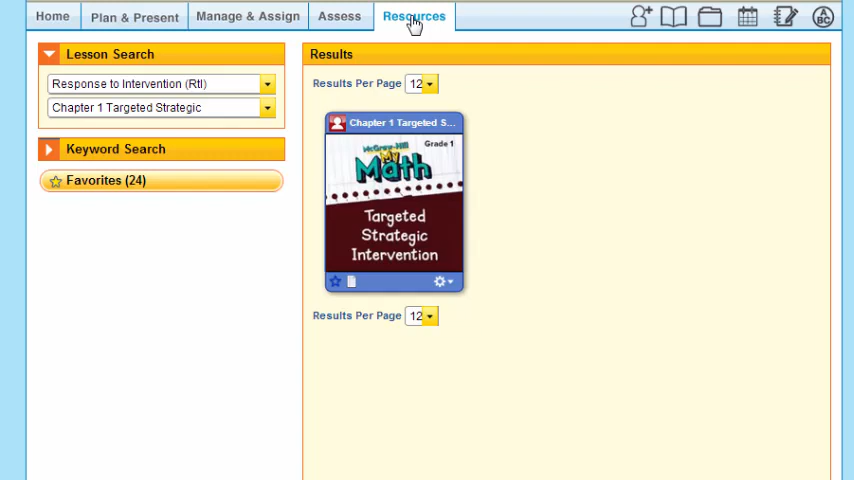 Home
Plan & Present
Manage & Assign
Assess
Resources
A
BC
Lesson Search
Response to Intervention (RtI)
Chapter 1 Targeted Strategic
Keyword Search
Favorites (24)
Results
Results Per Page 12
Chapter 1 Targeted S...
Grade 1
McGraw-Hill
My
Math
Targeted
Strategic
Intervention
Results Per Page 12